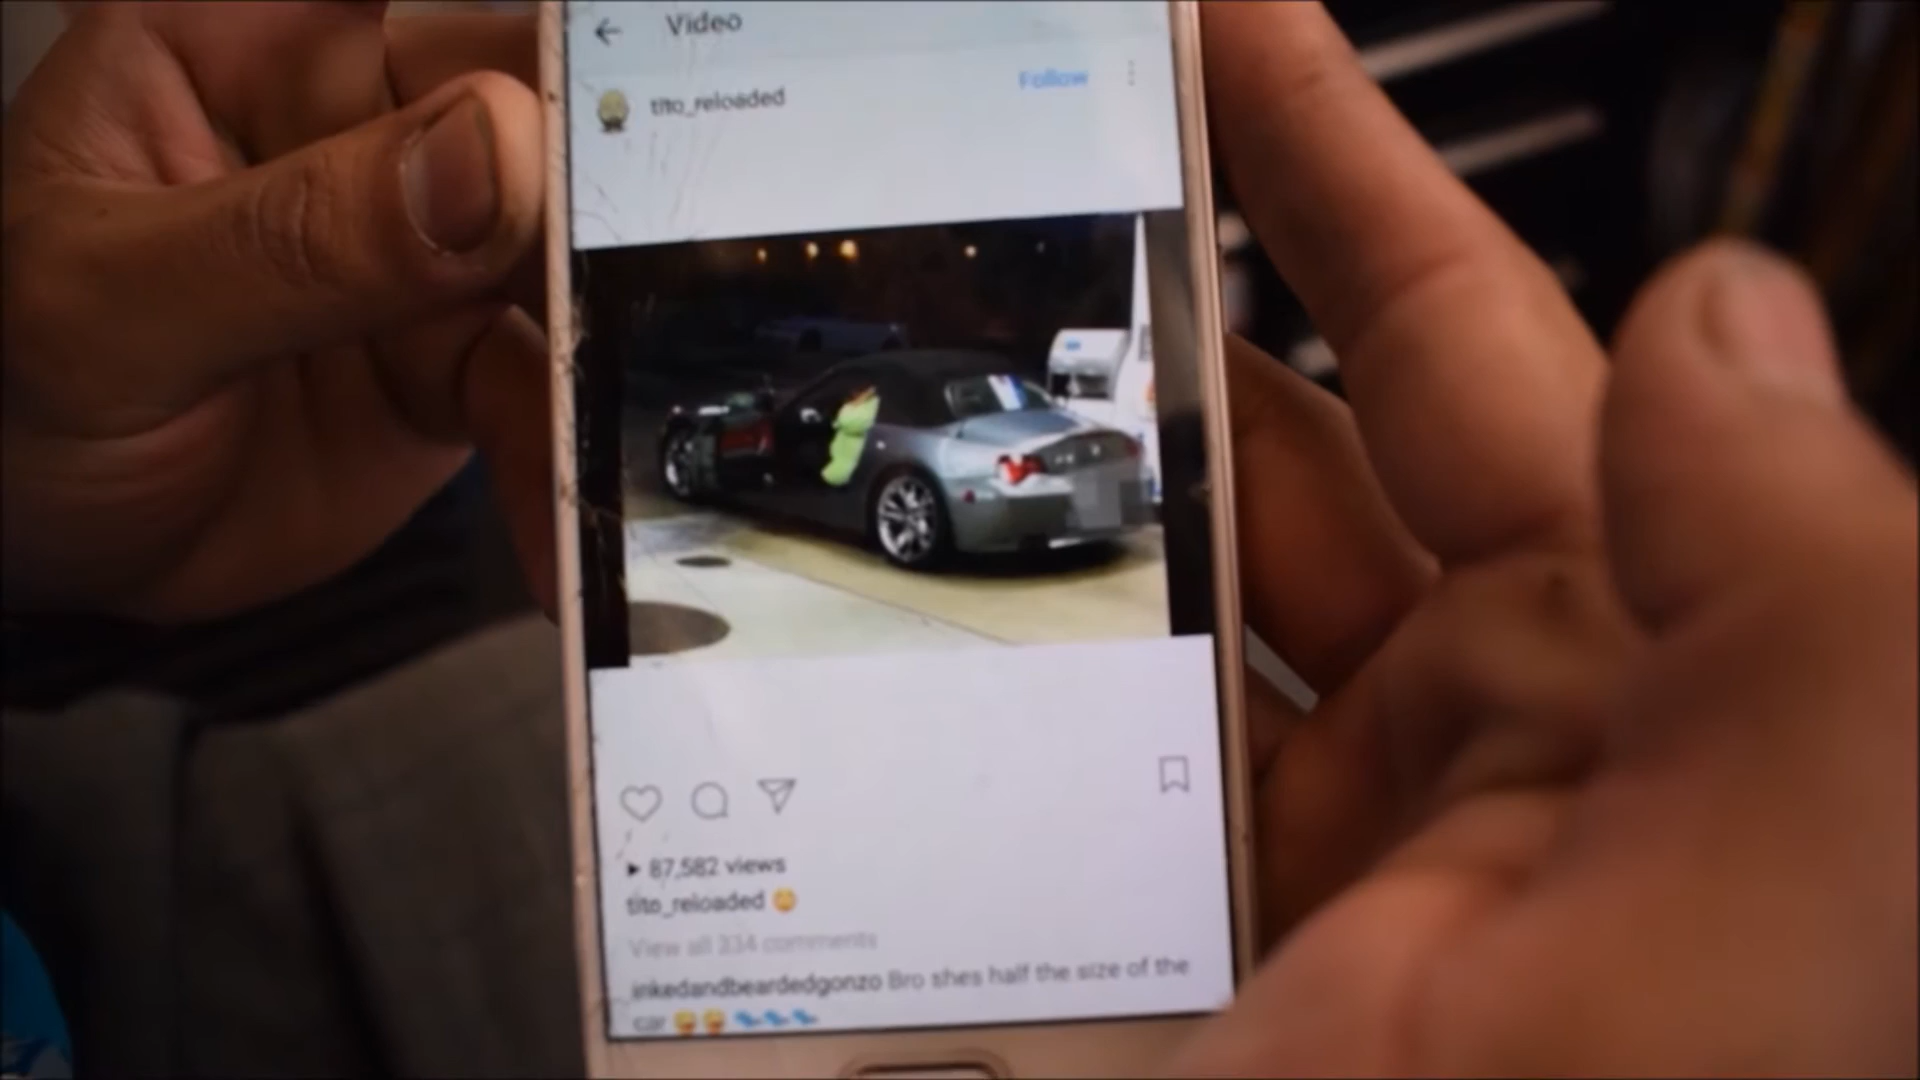 Video
tito_reloaded
Follow
87,582 views
tito_reloaded
View all 334 comments
inkedandbeardedgonzo Bro shes half the size of the
car